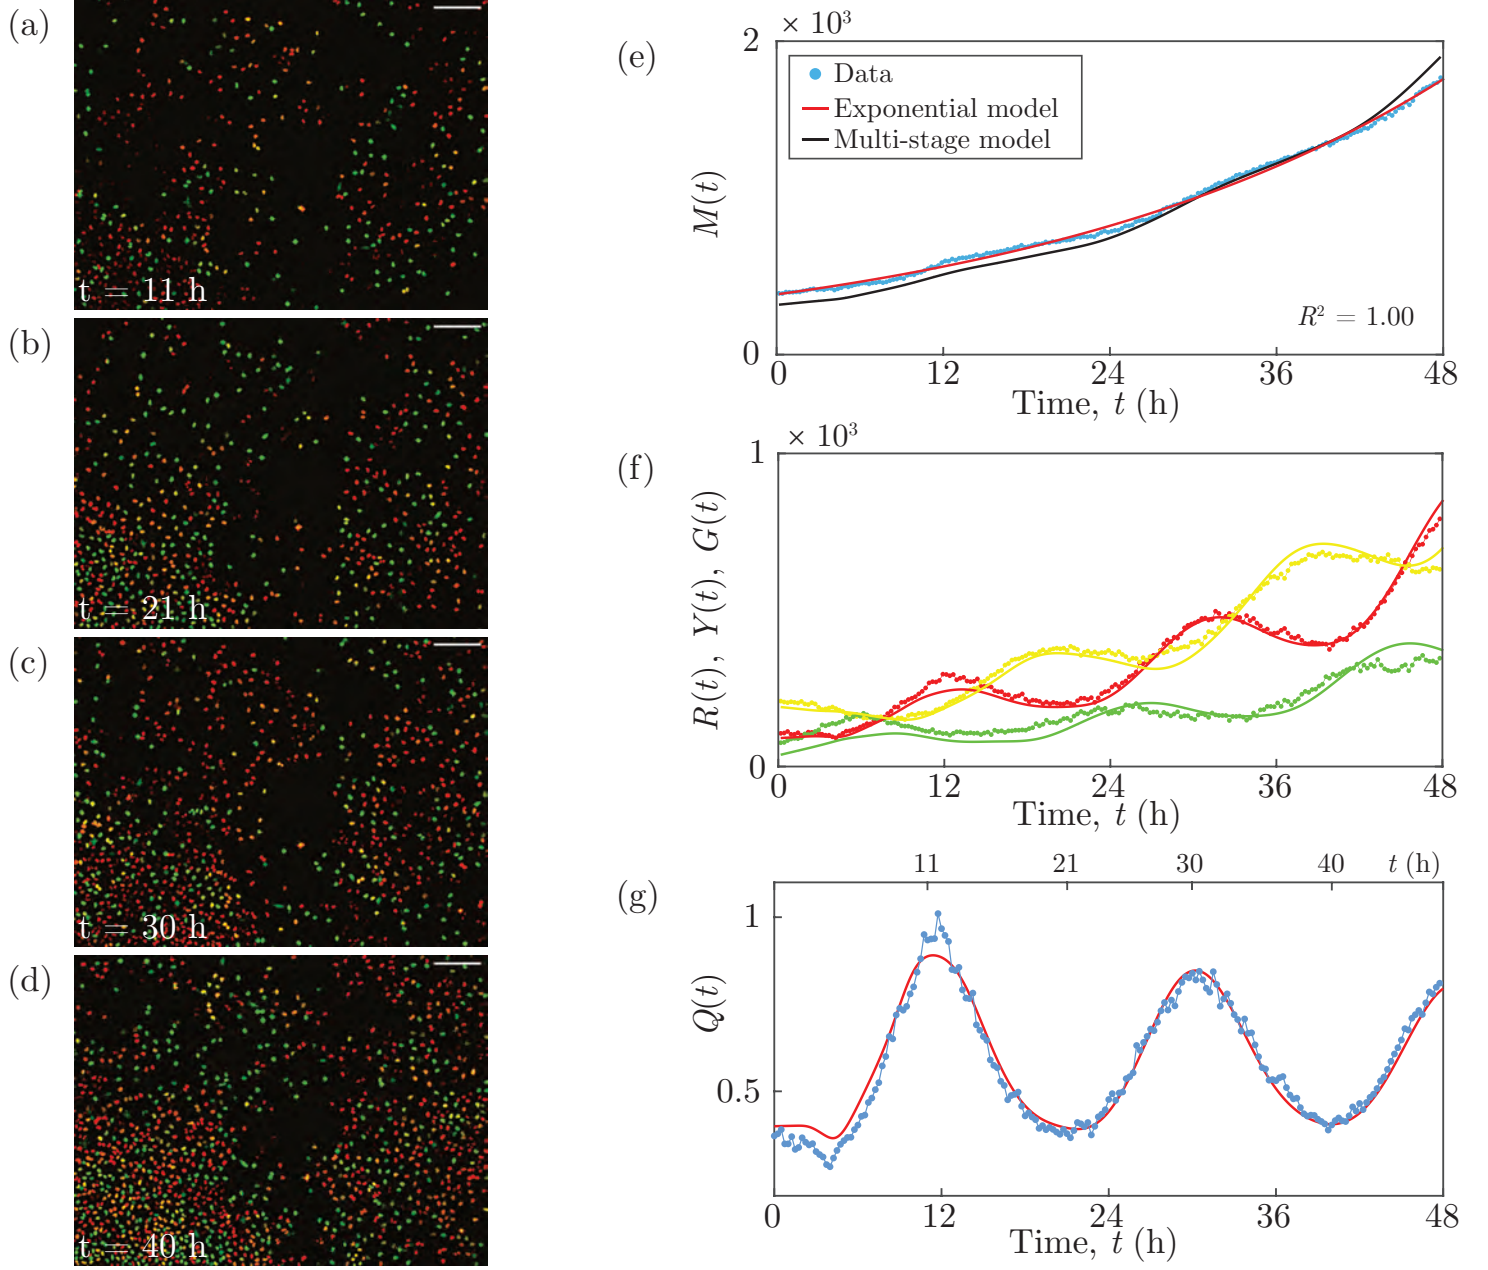 (a)
t = 11 h
(b)
t = 21 h
(c)
t = 30 h
(d)
t = 40 h
(e)
× 10³
2
0
M(t)
Data
Exponential model
Multi-stage model
R² = 1.00
0 12 24 36 48
Time, t (h)
(f)
× 10³
1
0
R(t), Y(t), G(t)
0 12 24 36 48
Time, t (h)
(g)
11 21 30 40 t (h)
1
0.5
Q(t)
0 12 24 36 48
Time, t (h)